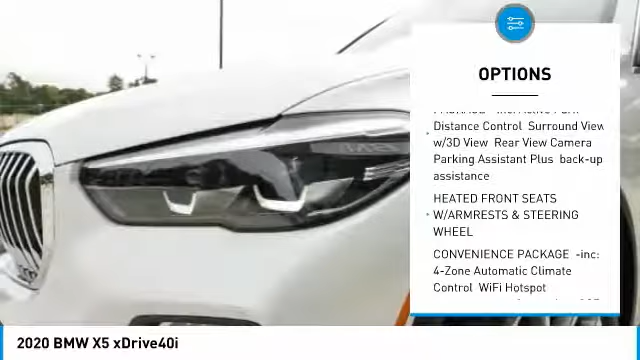 OPTIONS
Distance Control Surround View
w/3D View Rear View Camera
Parking Assistant Plus back-up
assistance
HEATED FRONT SEATS
W/ARMRESTS & STEERING
WHEEL
CONVENIENCE PACKAGE -inc:
4-Zone Automatic Climate
Control WiFi Hotspot
2020 BMW X5 xDrive40i